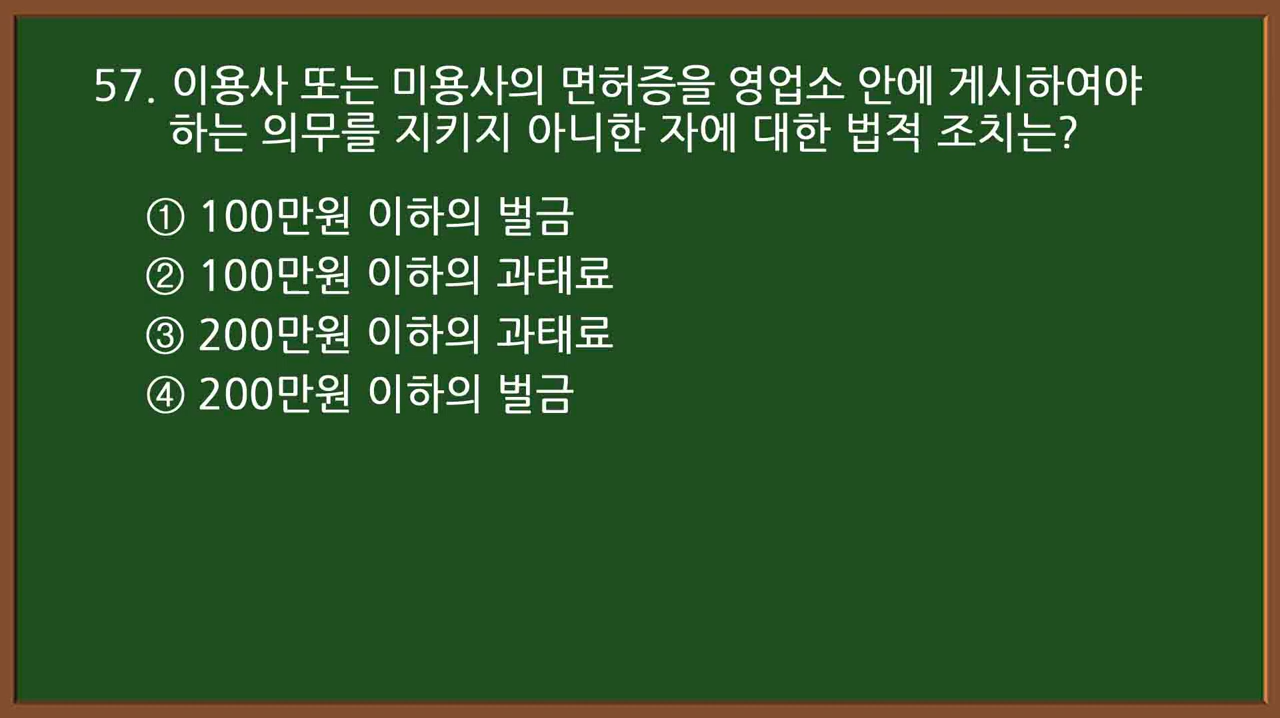 57. 이용사 또는 미용사의 면허증을 영업소 안에 게시하여야
하는 의무를 지키지 아니한 자에 대한 법적 조치는?
① 100만원 이하의 벌금
② 100만원 이하의 과태료
③ 200만원 이하의 과태료
④ 200만원 이하의 벌금